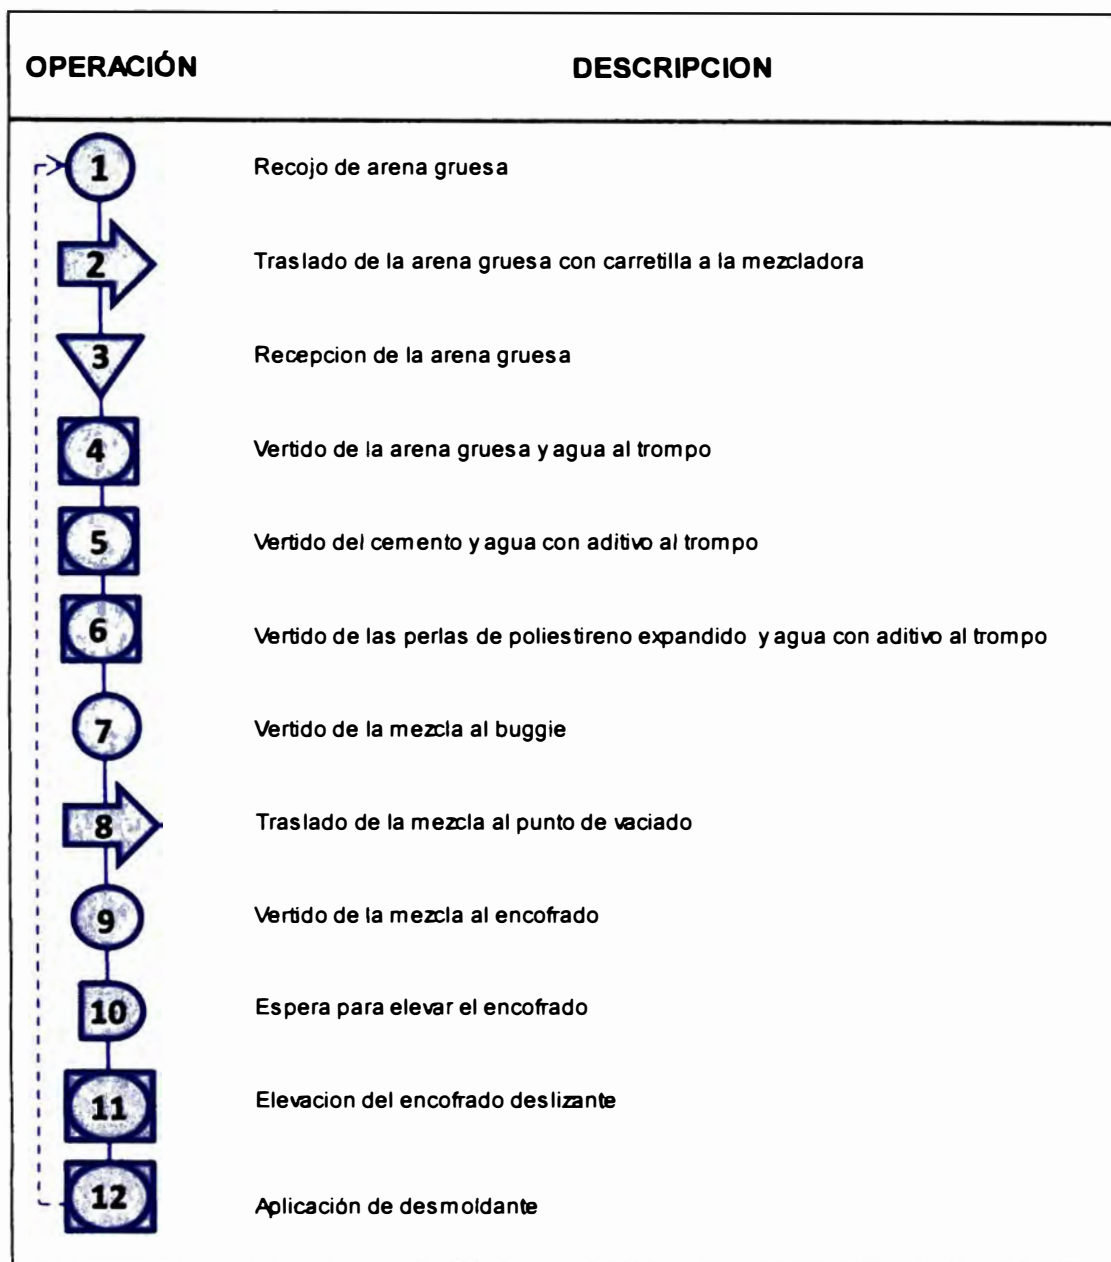 OPERACIÓN DESCRIPCION
1 Recojo de arena gruesa
2 Traslado de la arena gruesa con carretilla a la mezcladora
3 Recepcion de la arena gruesa
4 Vertido de la arena gruesa y agua al trompo
5 Vertido del cemento y agua con aditivo al trompo
6 Vertido de las perlas de poliestireno expandido y agua con aditivo al trompo
7 Vertido de la mezcla al buggie
8 Traslado de la mezcla al punto de vaciado
9 Vertido de la mezcla al encofrado
10 Espera para elevar el encofrado
11 Elevacion del encofrado deslizante
12 Aplicación de desmoldante